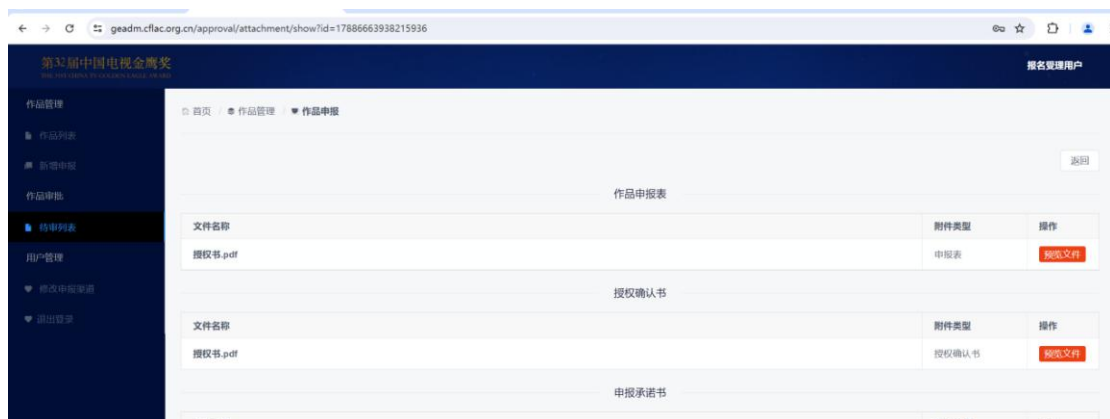 geadm.cflac.org.cn/approval/attachment/show?id=17886663938215936
第32届中国电视金鹰奖
报名受理用户
作品管理
首页 / 作品管理 / 作品申报
作品列表
新增申报
返回
作品审批
作品申报表
待审列表
文件名称 附件类型 操作
用户管理
授权书.pdf 申报表 预览文件
修改申报渠道
授权确认书
退出登录
文件名称 附件类型 操作
授权书.pdf 授权确认书 预览文件
申报承诺书